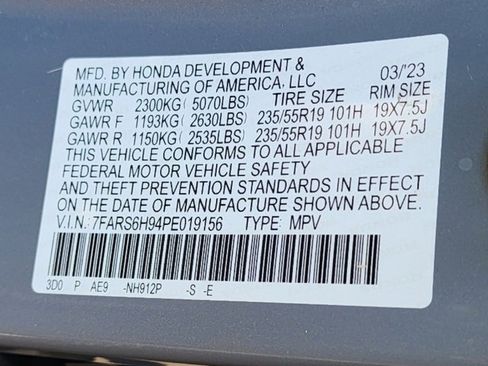 MFD. BY HONDA DEVELOPMENT &
MANUFACTURING OF AMERICA, LLC 03/'23
GVWR 2300KG(5070LBS) TIRE SIZE RIM SIZE
GAWR F 1193KG(2630LBS) 235/55R19 101H 19X7.5J
GAWR R 1150KG(2535LBS) 235/55R19 101H 19X7.5J
THIS VEHICLE CONFORMS TO ALL APPLICABLE
FEDERAL MOTOR VEHICLE SAFETY
AND THEFT PREVENTION STANDARDS IN EFFECT
ON THE DATE OF MANUFACTURE SHOWN ABOVE.
V.I.N.:7FARS6H94PE019156 TYPE: MPV
3D0 P AE9 -NH912P -S -E